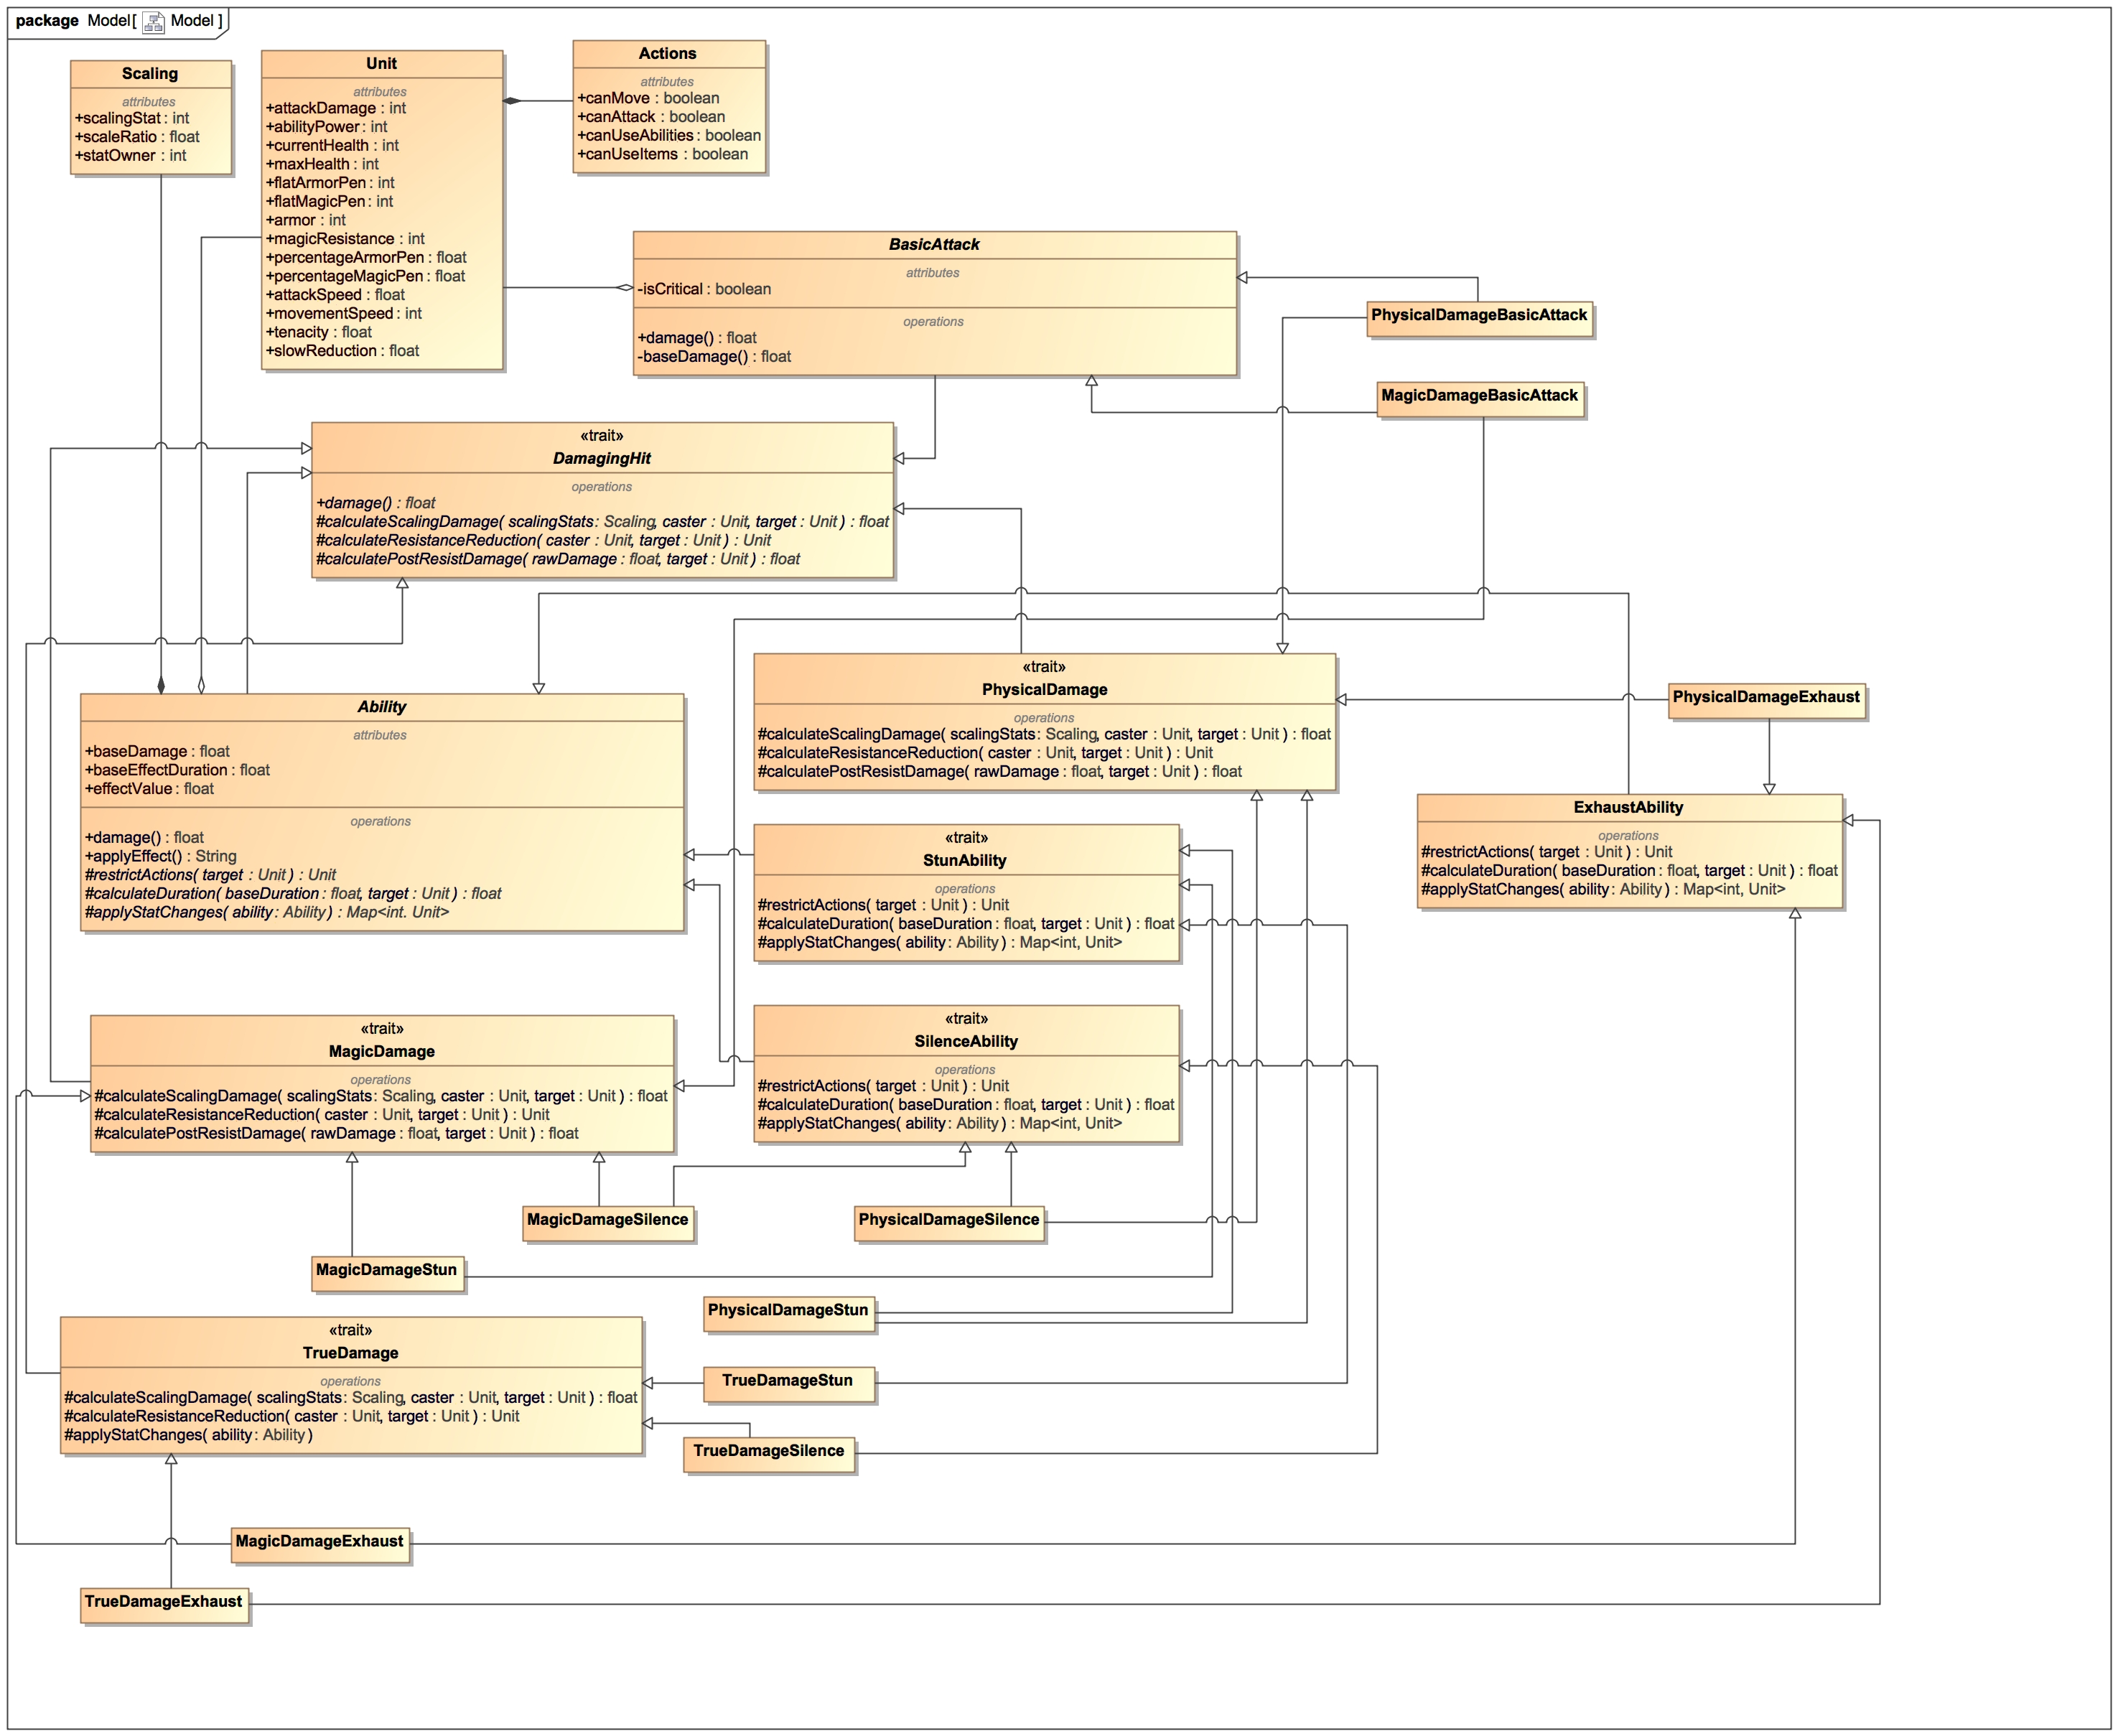 package Model[ Model ]
Scaling
attributes
+scalingStat : int
+scaleRatio : float
+statOwner : int
Unit
attributes
+attackDamage : int
+abilityPower : int
+currentHealth : int
+maxHealth : int
+flatArmorPen : int
+flatMagicPen : int
+armor : int
+magicResistance : int
+percentageArmorPen : float
+percentageMagicPen : float
+attackSpeed : float
+movementSpeed : int
+tenacity : float
+slowReduction : float
Actions
attributes
+canMove : boolean
+canAttack : boolean
+canUseAbilities : boolean
+canUseItems : boolean
BasicAttack
attributes
-isCritical : boolean
operations
+damage() : float
-baseDamage() : float
PhysicalDamageBasicAttack
MagicDamageBasicAttack
«trait»
DamagingHit
operations
+damage() : float
#calculateScalingDamage( scalingStats : Scaling, caster : Unit, target : Unit ) : float
#calculateResistanceReduction( caster : Unit, target : Unit ) : Unit
#calculatePostResistDamage( rawDamage : float, target : Unit ) : float
«trait»
PhysicalDamage
operations
#calculateScalingDamage( scalingStats : Scaling, caster : Unit, target : Unit ) : float
#calculateResistanceReduction( caster : Unit, target : Unit ) : Unit
#calculatePostResistDamage( rawDamage : float, target : Unit ) : float
PhysicalDamageExhaust
Ability
attributes
+baseDamage : float
+baseEffectDuration : float
+effectValue : float
operations
+damage() : float
+applyEffect() : String
#restrictActions( target : Unit ) : Unit
#calculateDuration( baseDuration : float, target : Unit ) : float
#applyStatChanges( ability : Ability ) : Map<int. Unit>
ExhaustAbility
operations
#restrictActions( target : Unit ) : Unit
#calculateDuration( baseDuration : float, target : Unit ) : float
#applyStatChanges( ability : Ability ) : Map<int, Unit>
«trait»
StunAbility
operations
#restrictActions( target : Unit ) : Unit
#calculateDuration( baseDuration : float, target : Unit ) : float
#applyStatChanges( ability : Ability ) : Map<int, Unit>
«trait»
MagicDamage
operations
#calculateScalingDamage( scalingStats : Scaling, caster : Unit, target : Unit ) : float
#calculateResistanceReduction( caster : Unit, target : Unit ) : Unit
#calculatePostResistDamage( rawDamage : float, target : Unit ) : float
«trait»
SilenceAbility
operations
#restrictActions( target : Unit ) : Unit
#calculateDuration( baseDuration : float, target : Unit ) : float
#applyStatChanges( ability : Ability ) : Map<int, Unit>
MagicDamageSilence
PhysicalDamageSilence
MagicDamageStun
PhysicalDamageStun
«trait»
TrueDamage
operations
#calculateScalingDamage( scalingStats : Scaling, caster : Unit, target : Unit ) : float
#calculateResistanceReduction( caster : Unit, target : Unit ) : Unit
#applyStatChanges( ability : Ability )
TrueDamageStun
TrueDamageSilence
MagicDamageExhaust
TrueDamageExhaust